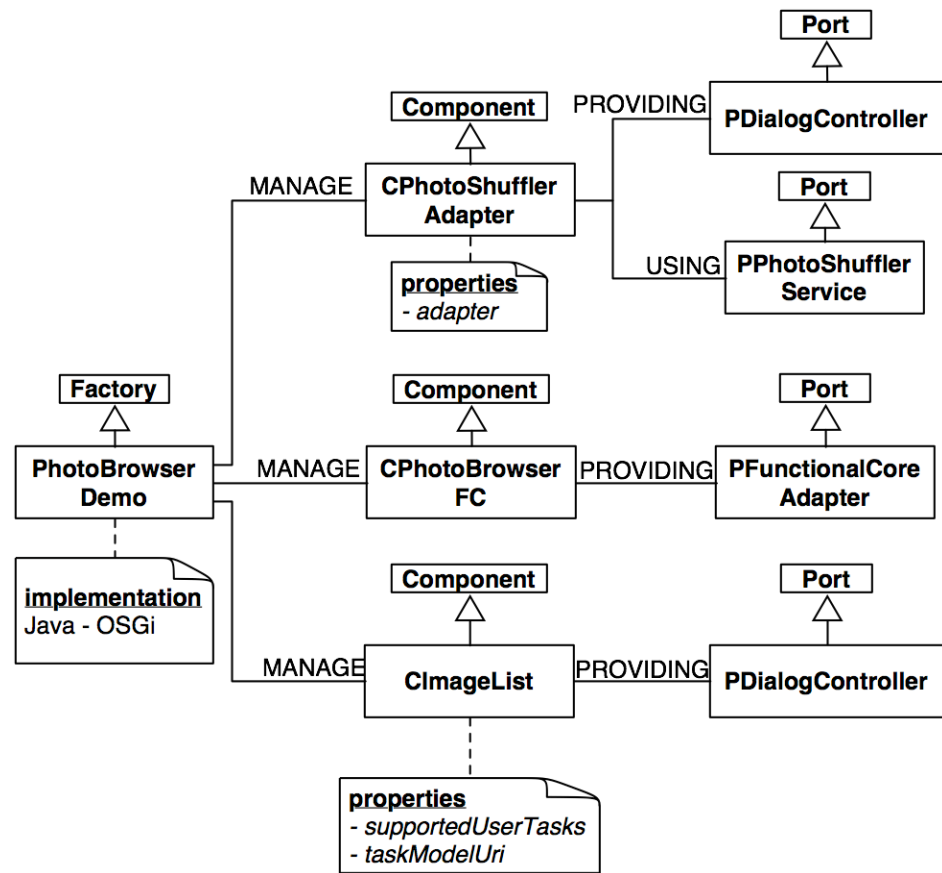 Port
Component
PROVIDING
PDialogController
MANAGE
CPhotoShuffler
Adapter
Port
USING
PPhotoShuffler
Service
properties
- adapter
Factory
Component
Port
PhotoBrowser
Demo
MANAGE
CPhotoBrowser
FC
PROVIDING
PFunctionalCore
Adapter
implementation
Java - OSGi
Component
Port
MANAGE
CImageList
PROVIDING
PDialogController
properties
- supportedUserTasks
- taskModelUri